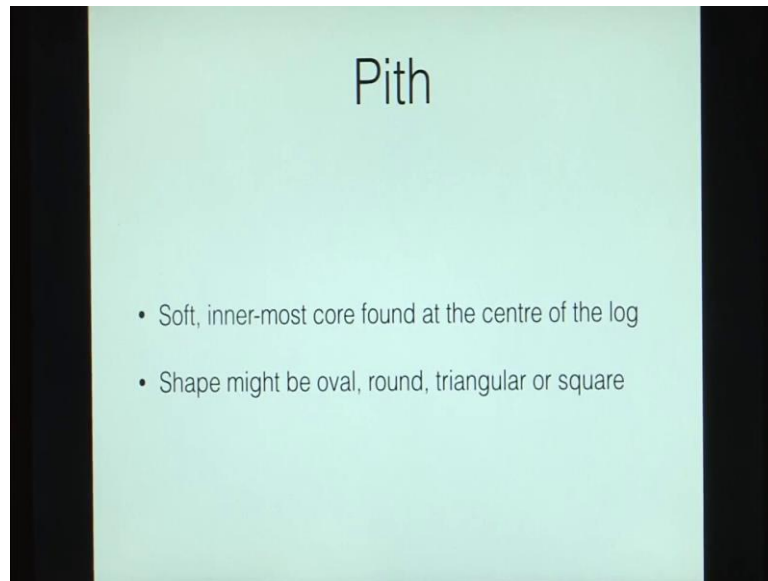 Pith
• Soft, inner-most core found at the centre of the log
• Shape might be oval, round, triangular or square